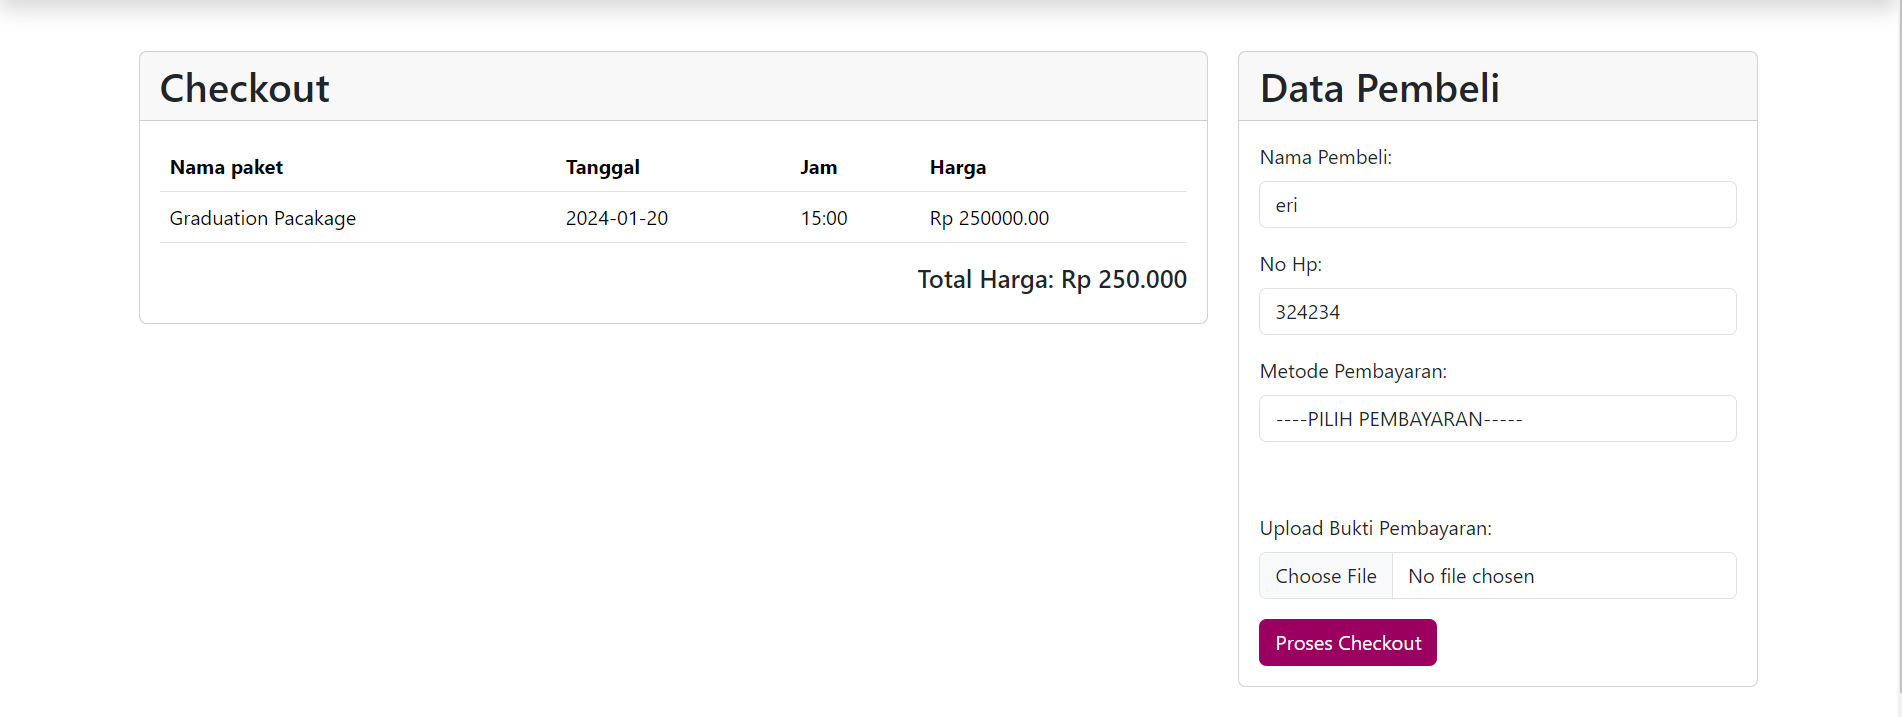 Checkout
Nama paket Tanggal Jam Harga
Graduation Pacakage 2024-01-20 15:00 Rp 250000.00
Total Harga: Rp 250.000
Data Pembeli
Nama Pembeli:
eri
No Hp:
324234
Metode Pembayaran:
----PILIH PEMBAYARAN-----
Upload Bukti Pembayaran:
Choose File No file chosen
Proses Checkout